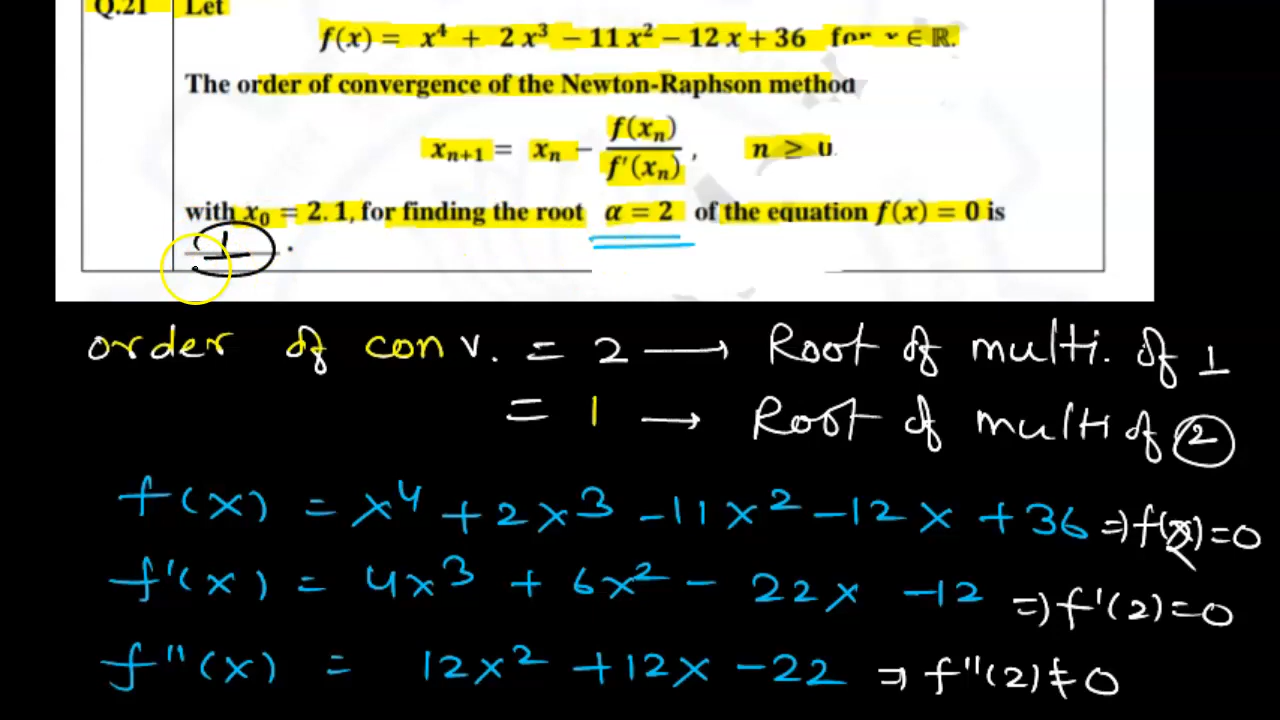 Q.21 Let
f(x) = x⁴ + 2x³ − 11x² − 12x + 36 for x ∈ ℝ.
The order of convergence of the Newton-Raphson method
xₙ₊₁ = xₙ − f(xₙ)/f'(xₙ), n ≥ 0
with x₀ = 2.1, for finding the root α = 2 of the equation f(x) = 0 is
1 .
order of conv. = 2 → Root of multi. of 1
= 1 → Root of multi of 2
f(x) = x⁴ + 2x³ − 11x² − 12x + 36 ⇒ f(2) = 0
f'(x) = 4x³ + 6x² − 22x − 12 ⇒ f'(2) = 0
f''(x) = 12x² + 12x − 22 ⇒ f''(2) ≠ 0